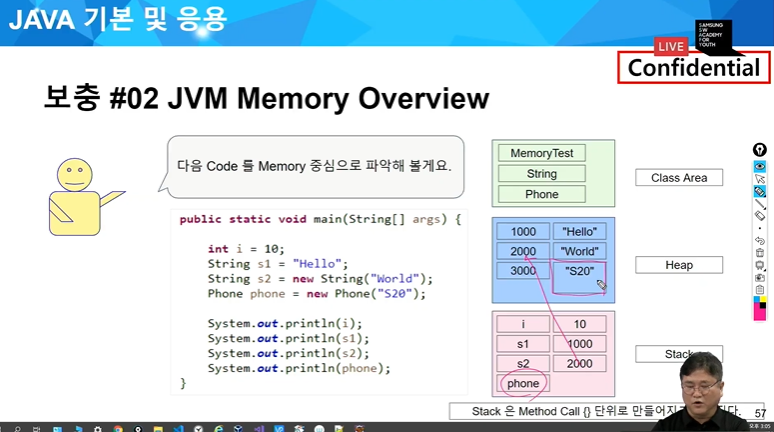 JAVA 기본 및 응용
SAMSUNG
SW
ACADEMY
FOR
YOUTH
LIVE
Confidential
보충 #02 JVM Memory Overview
다음 Code 를 Memory 중심으로 파악해 볼게요.
public static void main(String[] args) {
int i = 10;
String s1 = "Hello";
String s2 = new String("World");
Phone phone = new Phone("S20");
System.out.println(i);
System.out.println(s1);
System.out.println(s2);
System.out.println(phone);
}
MemoryTest
String
Phone
Class Area
1000 "Hello"
2000 "World"
3000 "S20"
Heap
i 10
s1 1000
s2 2000
phone
Stack
Stack 은 Method Call {} 단위로 만들어지
다.
57
오후 3:05